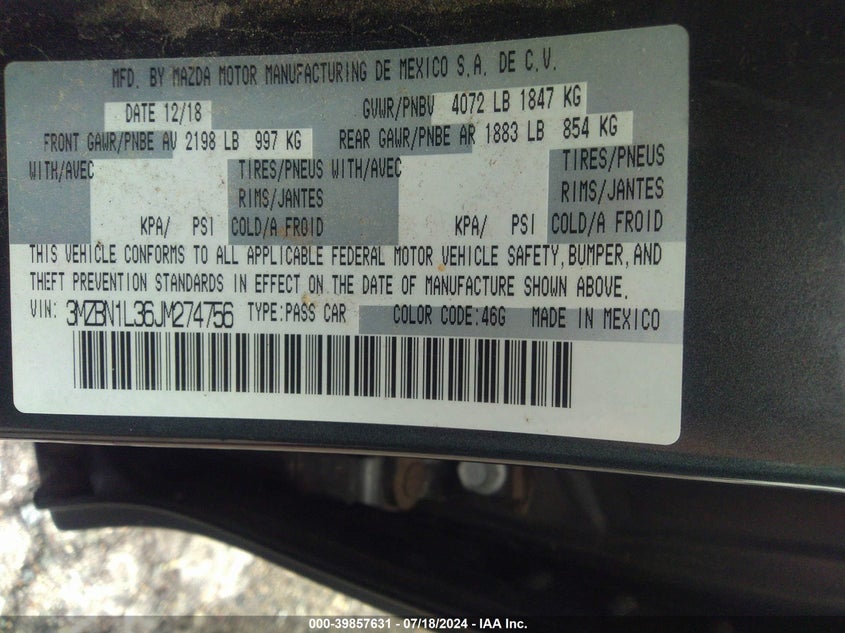 MFD. BY MAZDA MOTOR MANUFACTURING DE MEXICO S.A. DE C.V.
DATE 12/18 GVWR/PNBV 4072 LB 1847 KG
FRONT GAWR/PNBE AV 2198 LB 997 KG REAR GAWR/PNBE AR 1883 LB 854 KG
WITH/AVEC TIRES/PNEUS WITH/AVEC TIRES/PNEUS
RIMS/JANTES RIMS/JANTES
KPA/ PSI COLD/A FROID KPA/ PSI COLD/A FROID
THIS VEHICLE CONFORMS TO ALL APPLICABLE FEDERAL MOTOR VEHICLE SAFETY, BUMPER, AND
THEFT PREVENTION STANDARDS IN EFFECT ON THE DATE OF MANUFACTURE SHOWN ABOVE.
VIN: 3MZBN1L36JM274756 TYPE:PASS CAR COLOR CODE:46G MADE IN MEXICO
000-39857631 - 07/18/2024 - IAA Inc.